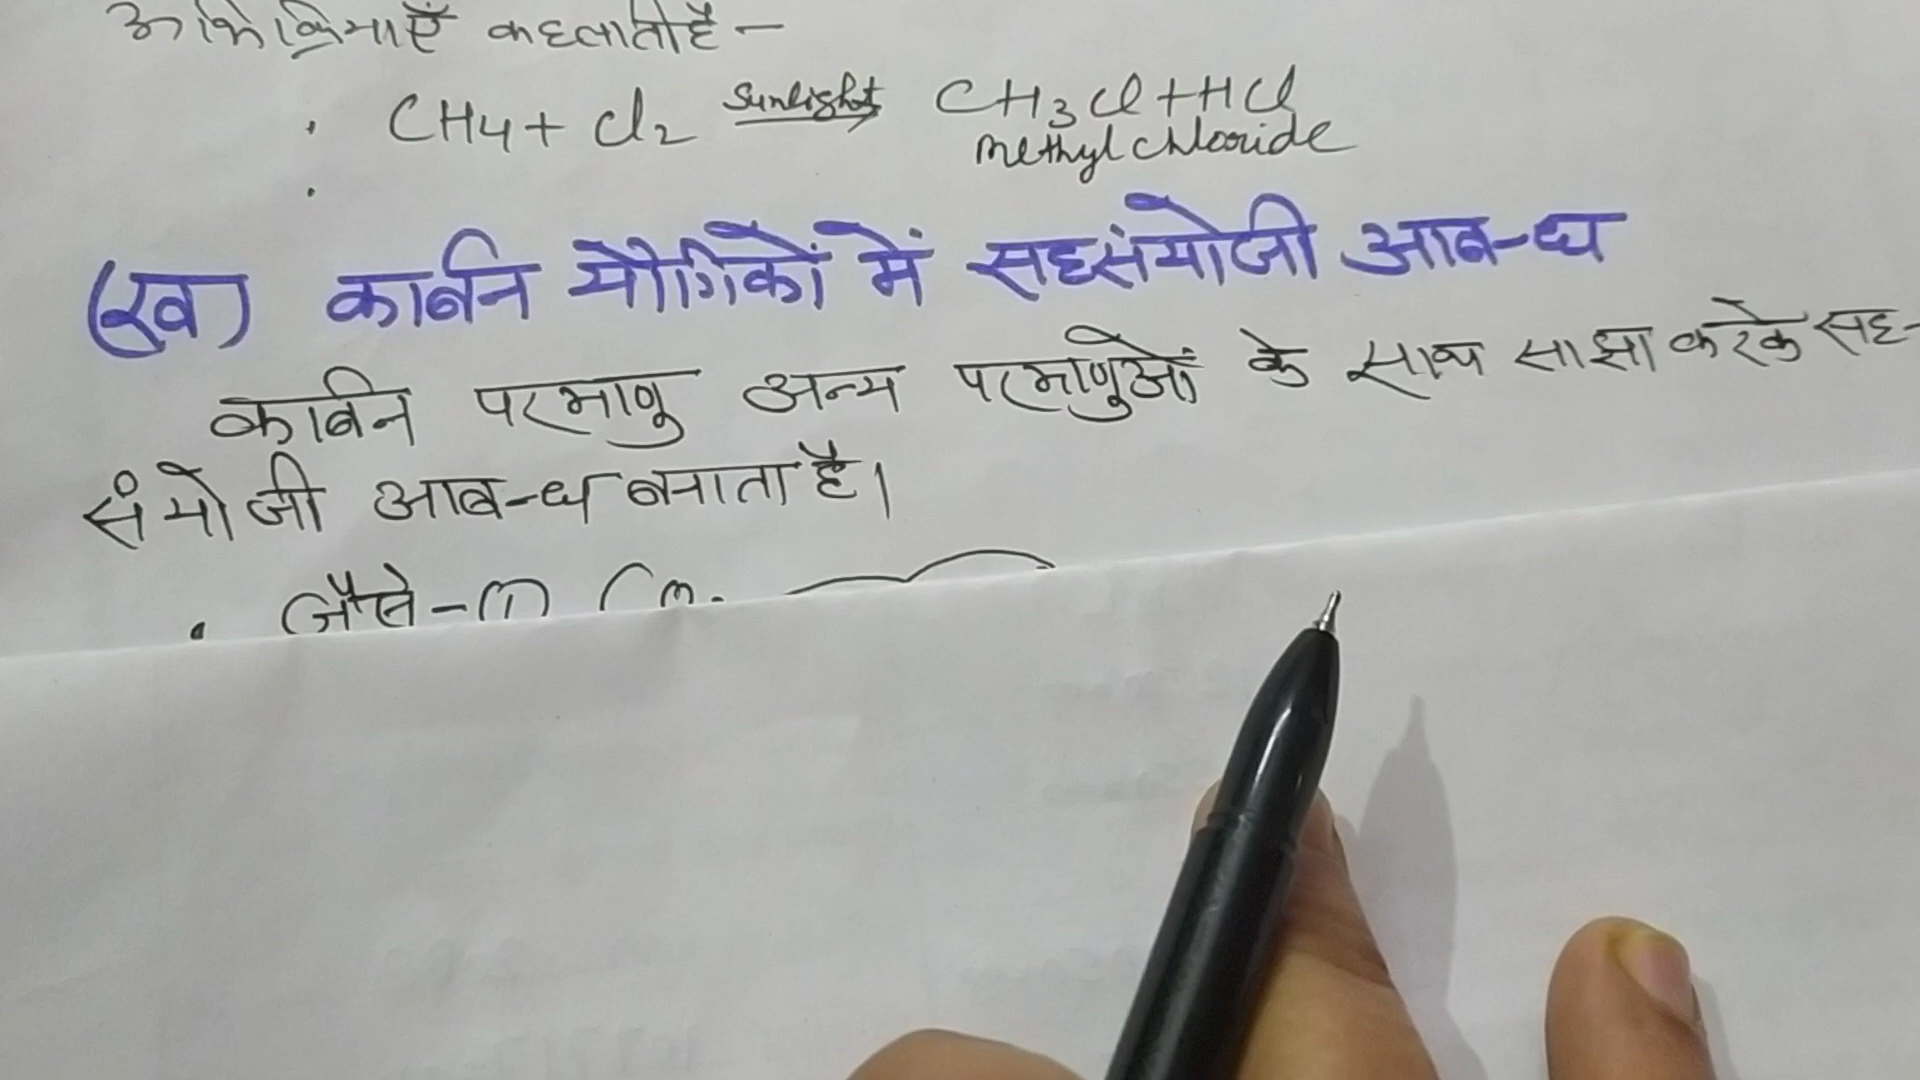 अभिक्रियाएँ कहलाती है –
CH4 + Cl2 sunlight CH3Cl + HCl
Methyl chloride
(ख) कार्बन यौगिकों में सहसंयोजी आबन्ध
कार्बन परमाणु अन्य परमाणुओं के साथ साझा करके सह-
संयोजी आबन्ध बनाता है।
जैसे - (1)